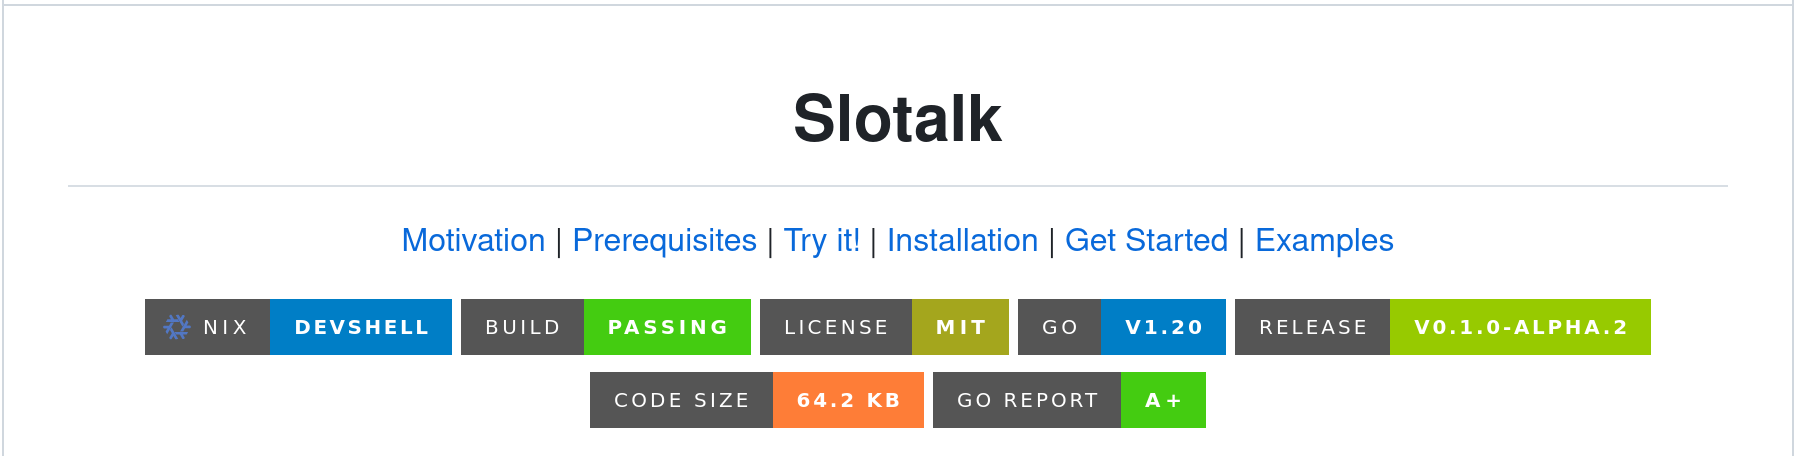 Slotalk
Motivation | Prerequisites | Try it! | Installation | Get Started | Examples
NIX DEVSHELL BUILD PASSING LICENSE MIT GO V1.20 RELEASE V0.1.0-ALPHA.2
CODE SIZE 64.2 KB GO REPORT A+